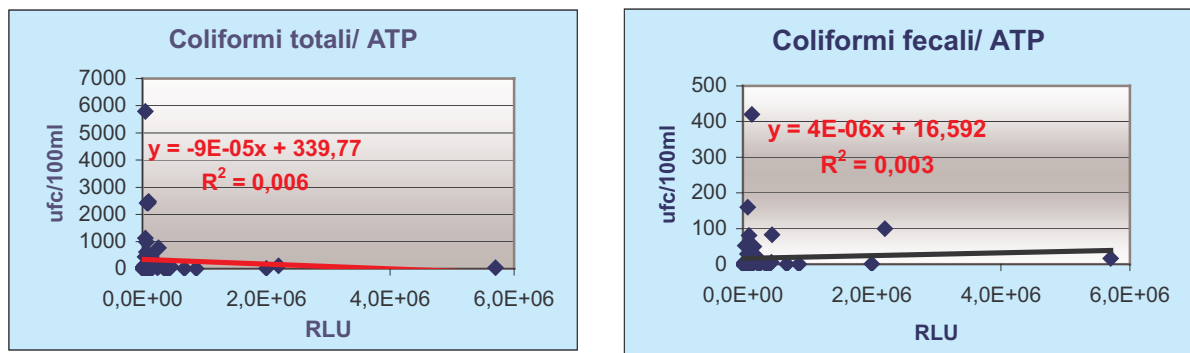 Coliformi totali/ ATP
7000
6000
5000
4000
3000
2000
1000
0
ufc/100ml
y = -9E-05x + 339,77
R² = 0,006
0,0E+00 2,0E+06 4,0E+06 6,0E+06
RLU
Coliformi fecali/ ATP
500
400
300
200
100
0
ufc/100ml
y = 4E-06x + 16,592
R² = 0,003
0,0E+00 2,0E+06 4,0E+06 6,0E+06
RLU